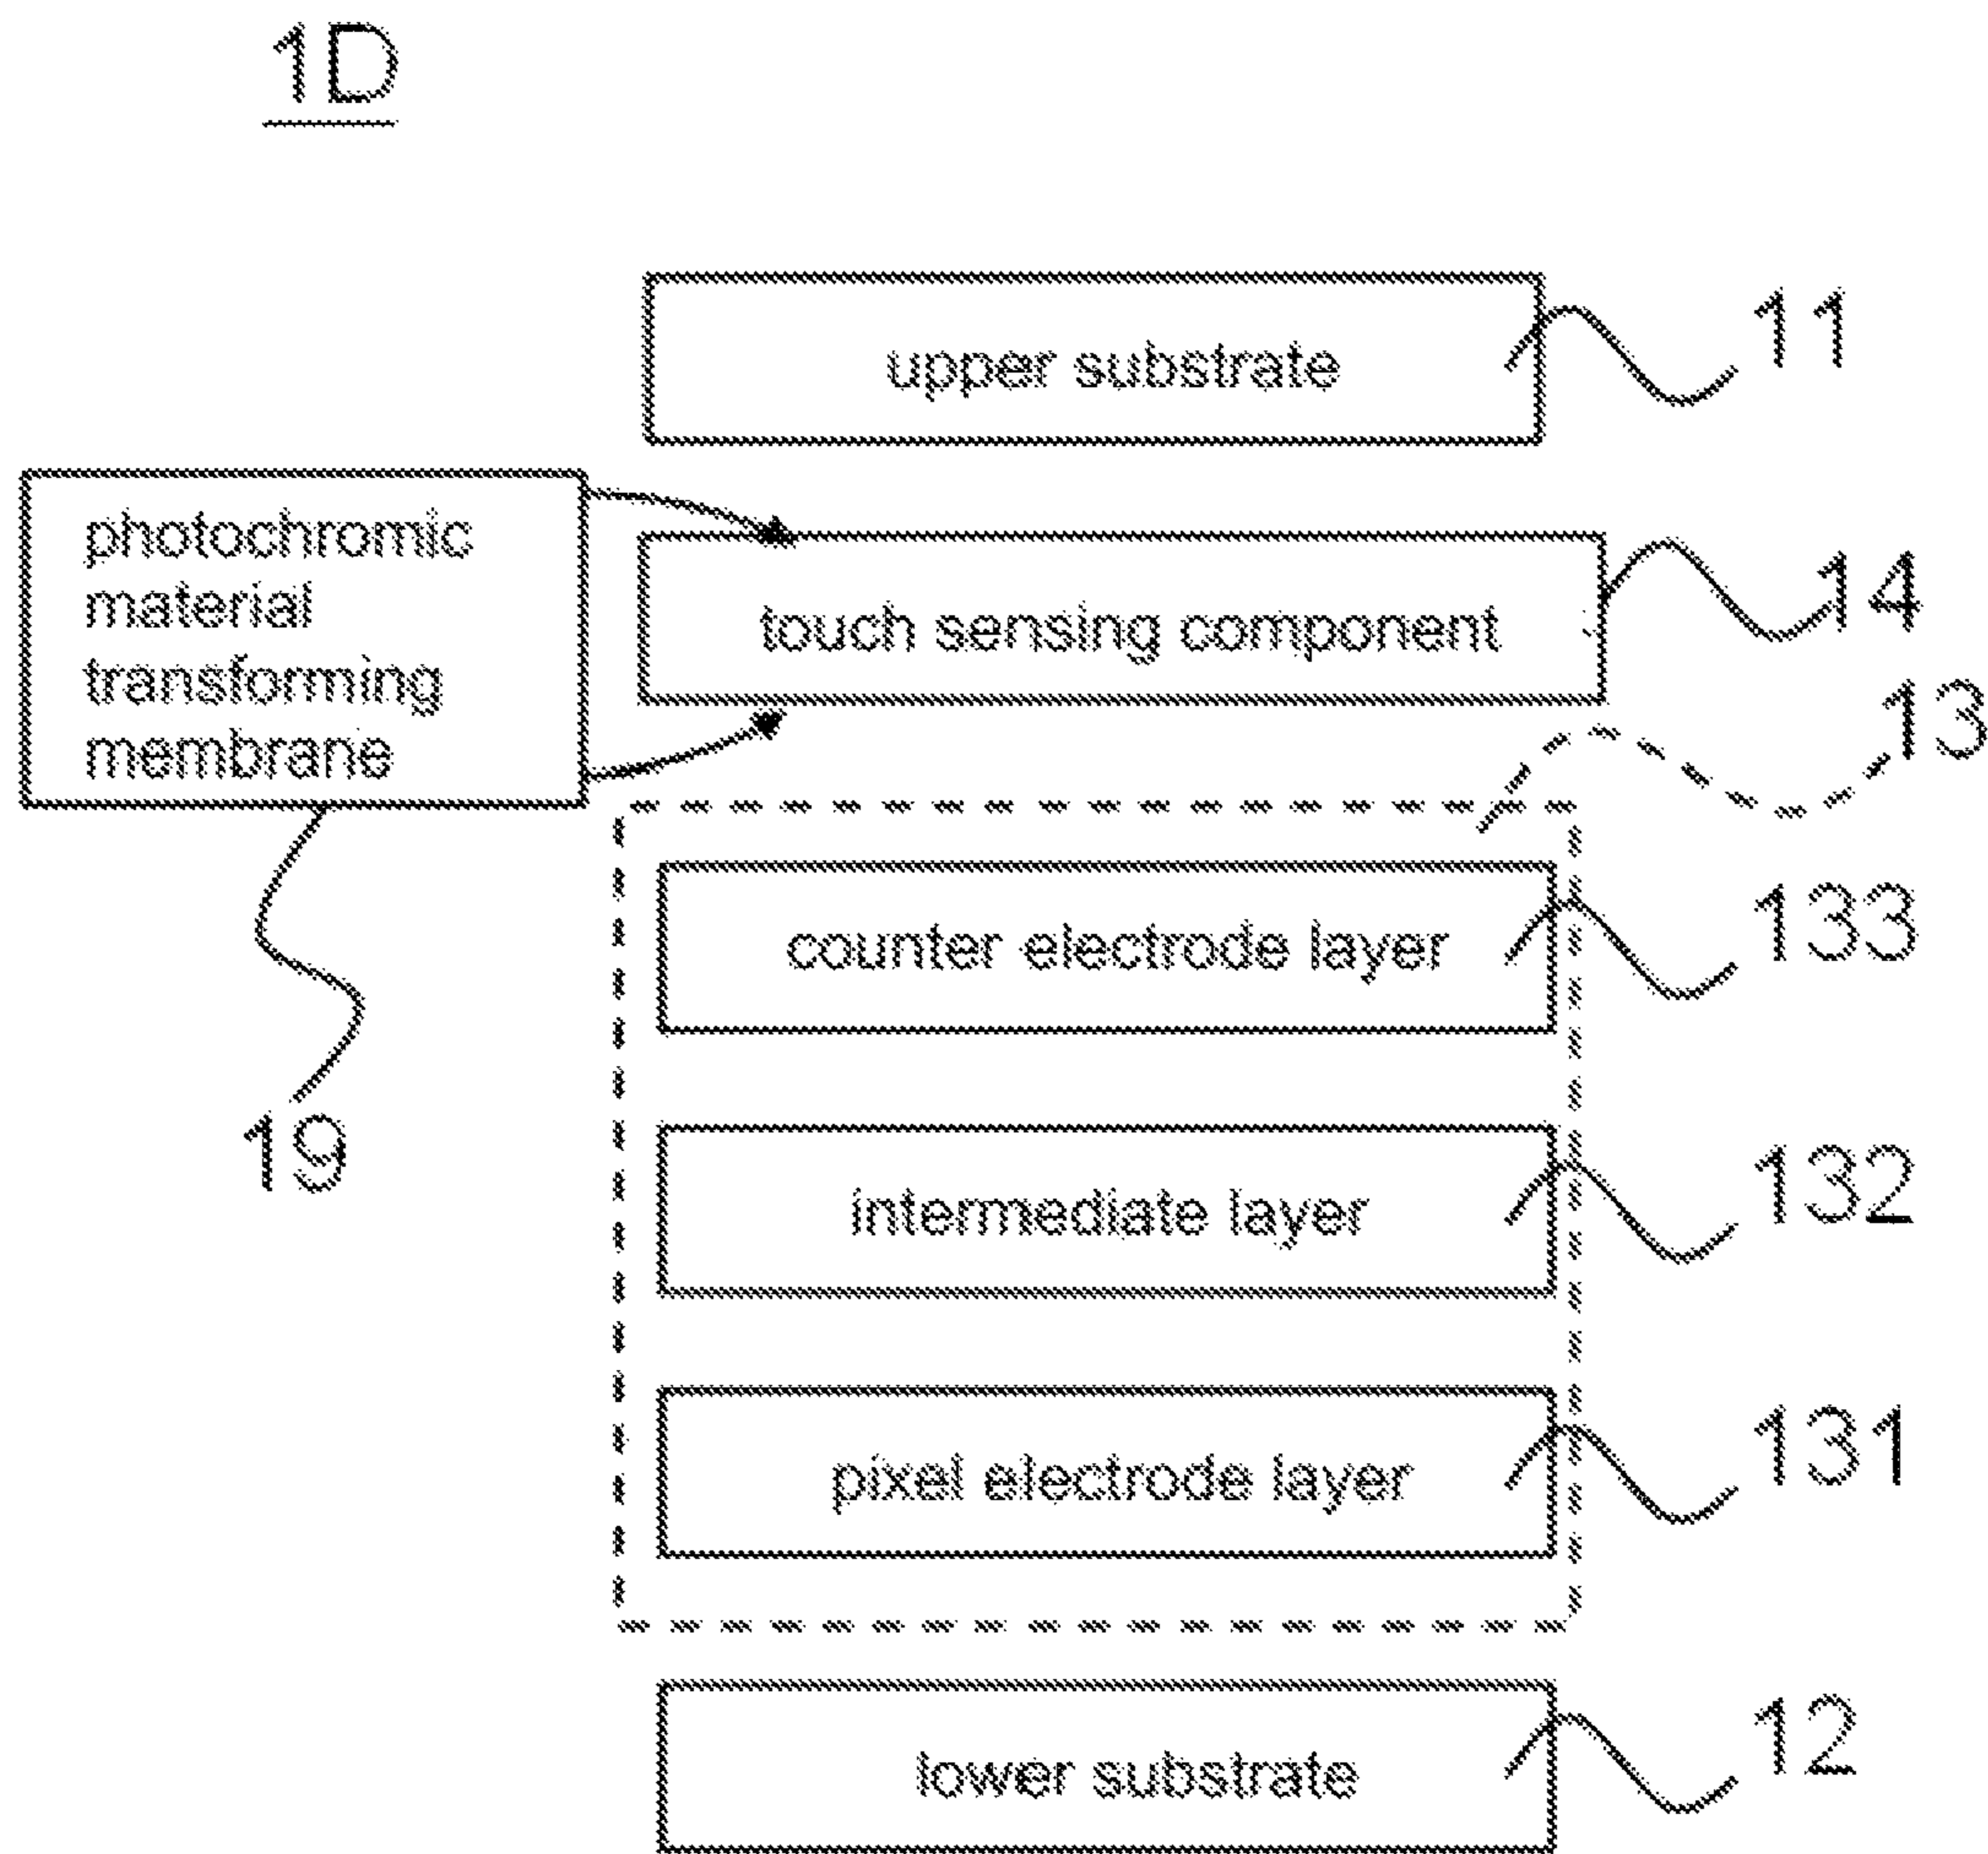 1D
upper substrate
11
photochromic
material
transforming
membrane
touch sensing component
14
13
counter electrode layer
133
19
intermediate layer
132
pixel electrode layer
131
lower substrate
12